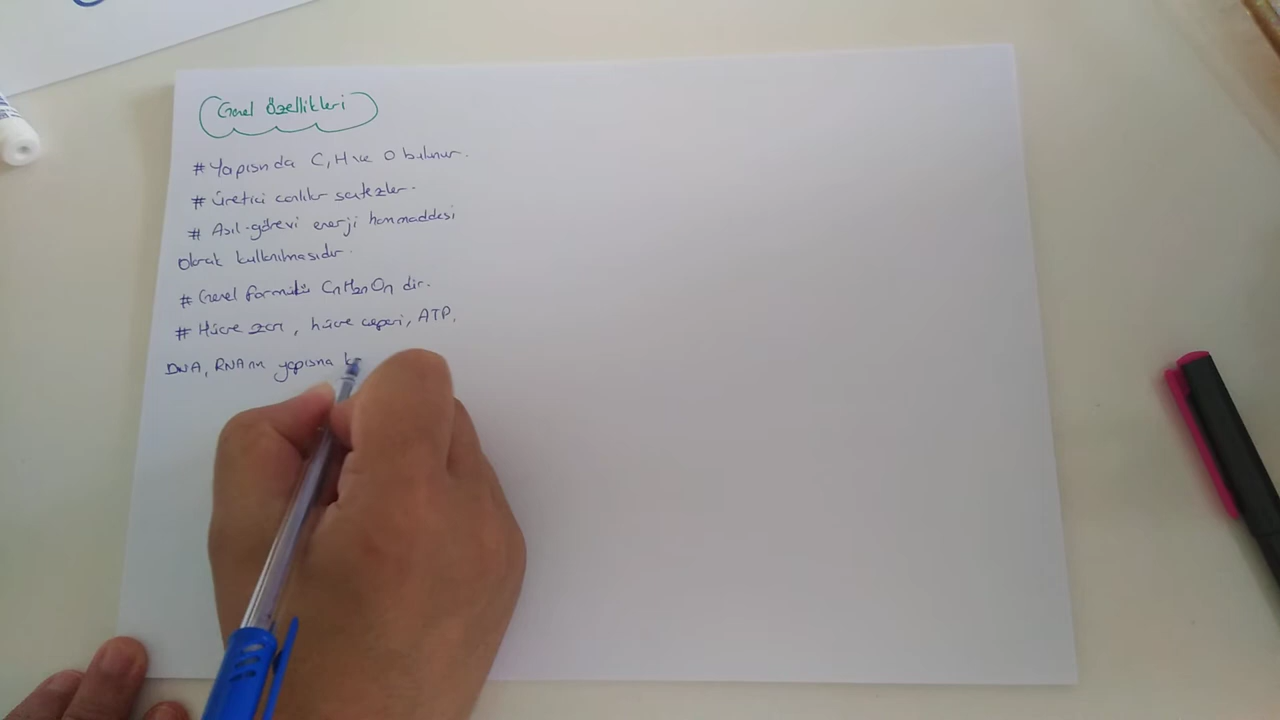 Genel özellikleri
# Yapısında C, H ve O bulunur.
# Üretici canlılar sentezler.
# Asıl görevi enerji hammaddesi
olarak kullanılmasıdır.
# Genel formülü CnH2nOn dir.
# Hücre zarı, hücre çeperi, ATP,
DNA, RNA nın yapısına k